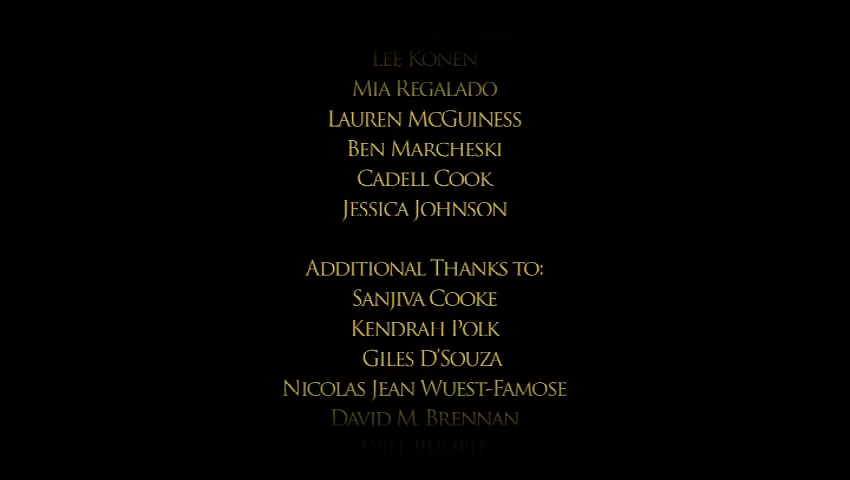 Lee Konen
Mia Regalado
Lauren McGuiness
Ben Marcheski
Cadell Cook
Jessica Johnson
Additional Thanks to:
Sanjiva Cooke
Kendrah Polk
Giles D'Souza
Nicolas Jean Wuest-Famose
David M. Brennan
Will